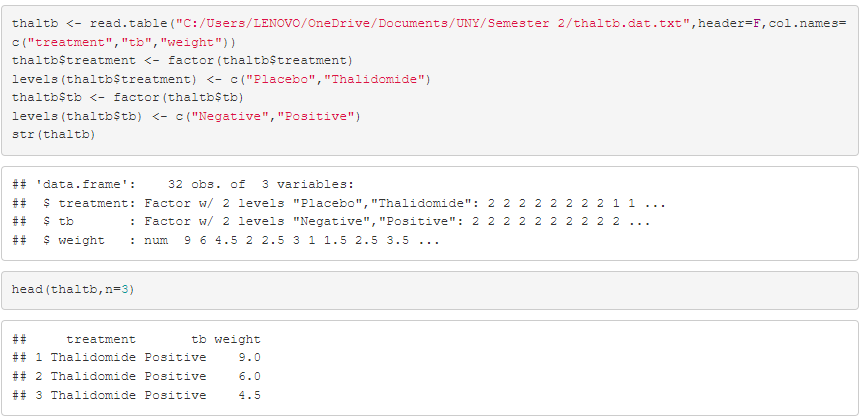 thaltb <- read.table("C:/Users/LENOVO/OneDrive/Documents/UNY/Semester 2/thaltb.dat.txt",header=F,col.names=
c("treatment","tb","weight"))
thaltb$treatment <- factor(thaltb$treatment)
levels(thaltb$treatment) <- c("Placebo","Thalidomide")
thaltb$tb <- factor(thaltb$tb)
levels(thaltb$tb) <- c("Negative","Positive")
str(thaltb)
## 'data.frame':    32 obs. of  3 variables:
##  $ treatment: Factor w/ 2 levels "Placebo","Thalidomide": 2 2 2 2 2 2 2 2 1 1 ...
##  $ tb       : Factor w/ 2 levels "Negative","Positive": 2 2 2 2 2 2 2 2 2 2 ...
##  $ weight   : num  9 6 4.5 2 2.5 3 1 1.5 2.5 3.5 ...
head(thaltb,n=3)
##     treatment       tb weight
## 1 Thalidomide Positive    9.0
## 2 Thalidomide Positive    6.0
## 3 Thalidomide Positive    4.5